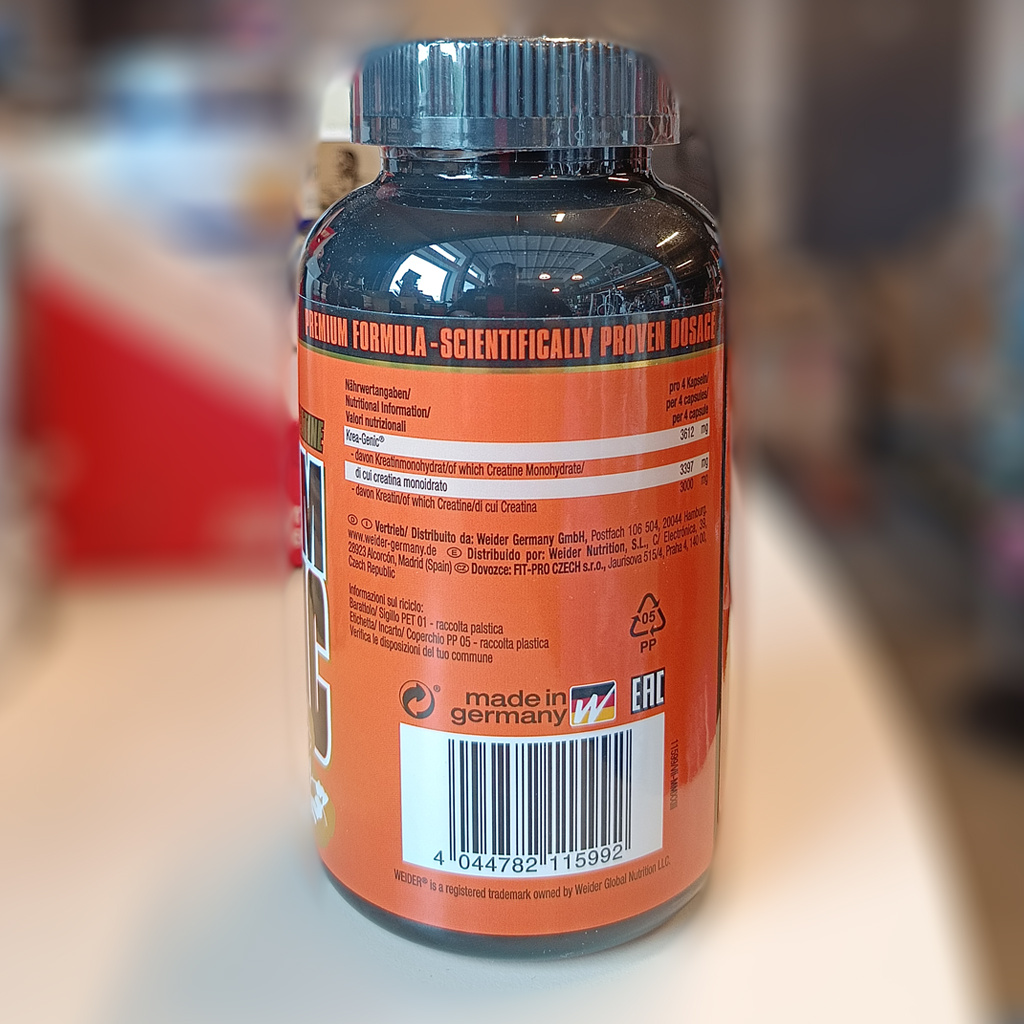 PREMIUM FORMULA - SCIENTIFICALLY PROVEN DOSAGE
Nährwertangaben/
Nutritional Information/
Valori nutrizionali
pro 4 Kapseln/
per 4 capsules/
per 4 capsule
Krea-Genic® 3612 mg
- davon Kreatinmonohydrat/of which Creatine Monohydrate/
di cui creatina monoidrato 3397 mg
- davon Kreatin/of which Creatine/di cui Creatina 3000 mg
D I Vertrieb/ Distribuito da: Weider Germany GmbH, Postfach 106 504, 20044 Hamburg,
www.weider-germany.de E Distribuido por: Weider Nutrition, S.L., C/ Electrónica, 38,
28923 Alcorcón, Madrid (Spain) CZ Dovozce: FIT-PRO CZECH s.r.o., Jaurisova 515/4, Praha 4, 140 00,
Czech Republic
Informazioni sul riciclo:
Barattolo/ Sigillo PET 01 - raccolta palstica
Etichetta/ Incarto/ Coperchio PP 05 - raccolta plastica
Verifica le disposizioni del tuo comune
05
PP
made in
germany
W
EAC
4 044782 115992
WEIDER® is a registered trademark owned by Weider Global Nutrition LLC.